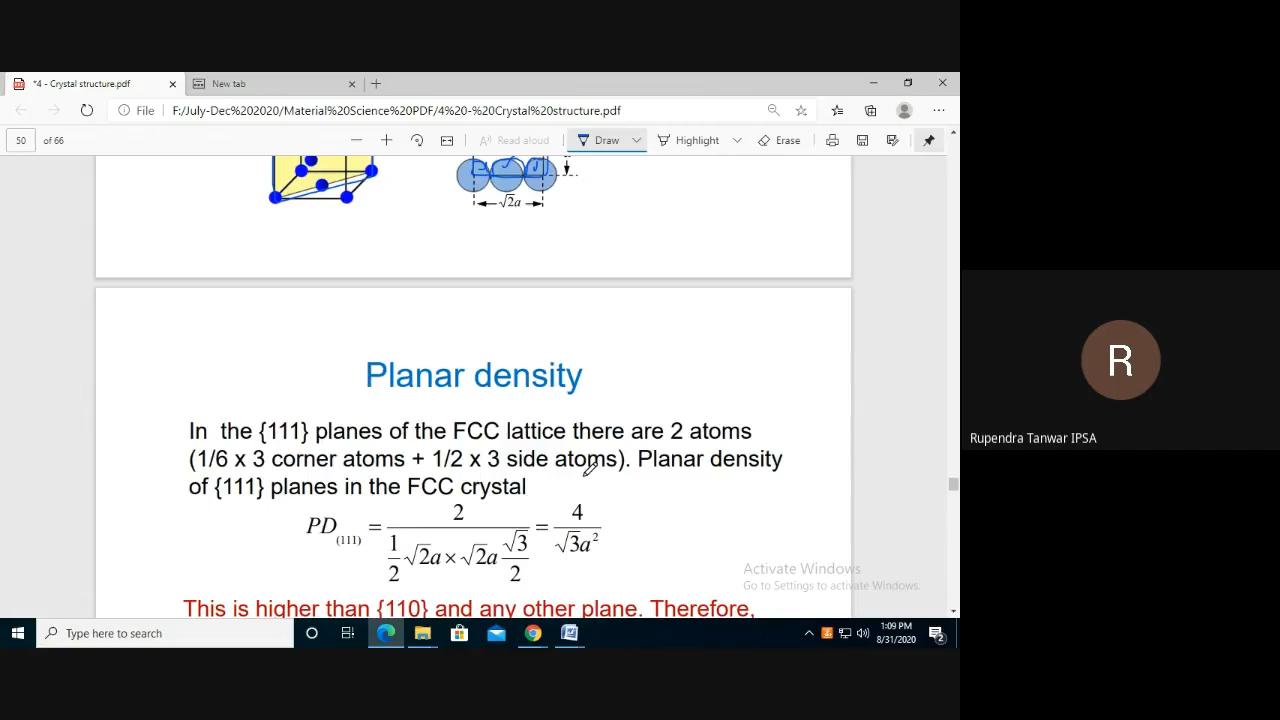 *4 - Crystal structure.pdf
New tab
File
F:/July-Dec%202020/Material%20Science%20PDF/4%20-%20Crystal%20structure.pdf
50 of 66
Read aloud
Draw
Highlight
Erase
√2a
Planar density
In the {111} planes of the FCC lattice there are 2 atoms
(1/6 x 3 corner atoms + 1/2 x 3 side atoms). Planar density
of {111} planes in the FCC crystal
PD(111) = 2 / (1/2 √2a × √2a √3/2) = 4 / √3a²
This is higher than {110} and any other plane. Therefore,
Activate Windows
Go to Settings to activate Windows.
R
Rupendra Tanwar IPSA
Type here to search
1:09 PM
8/31/2020
2